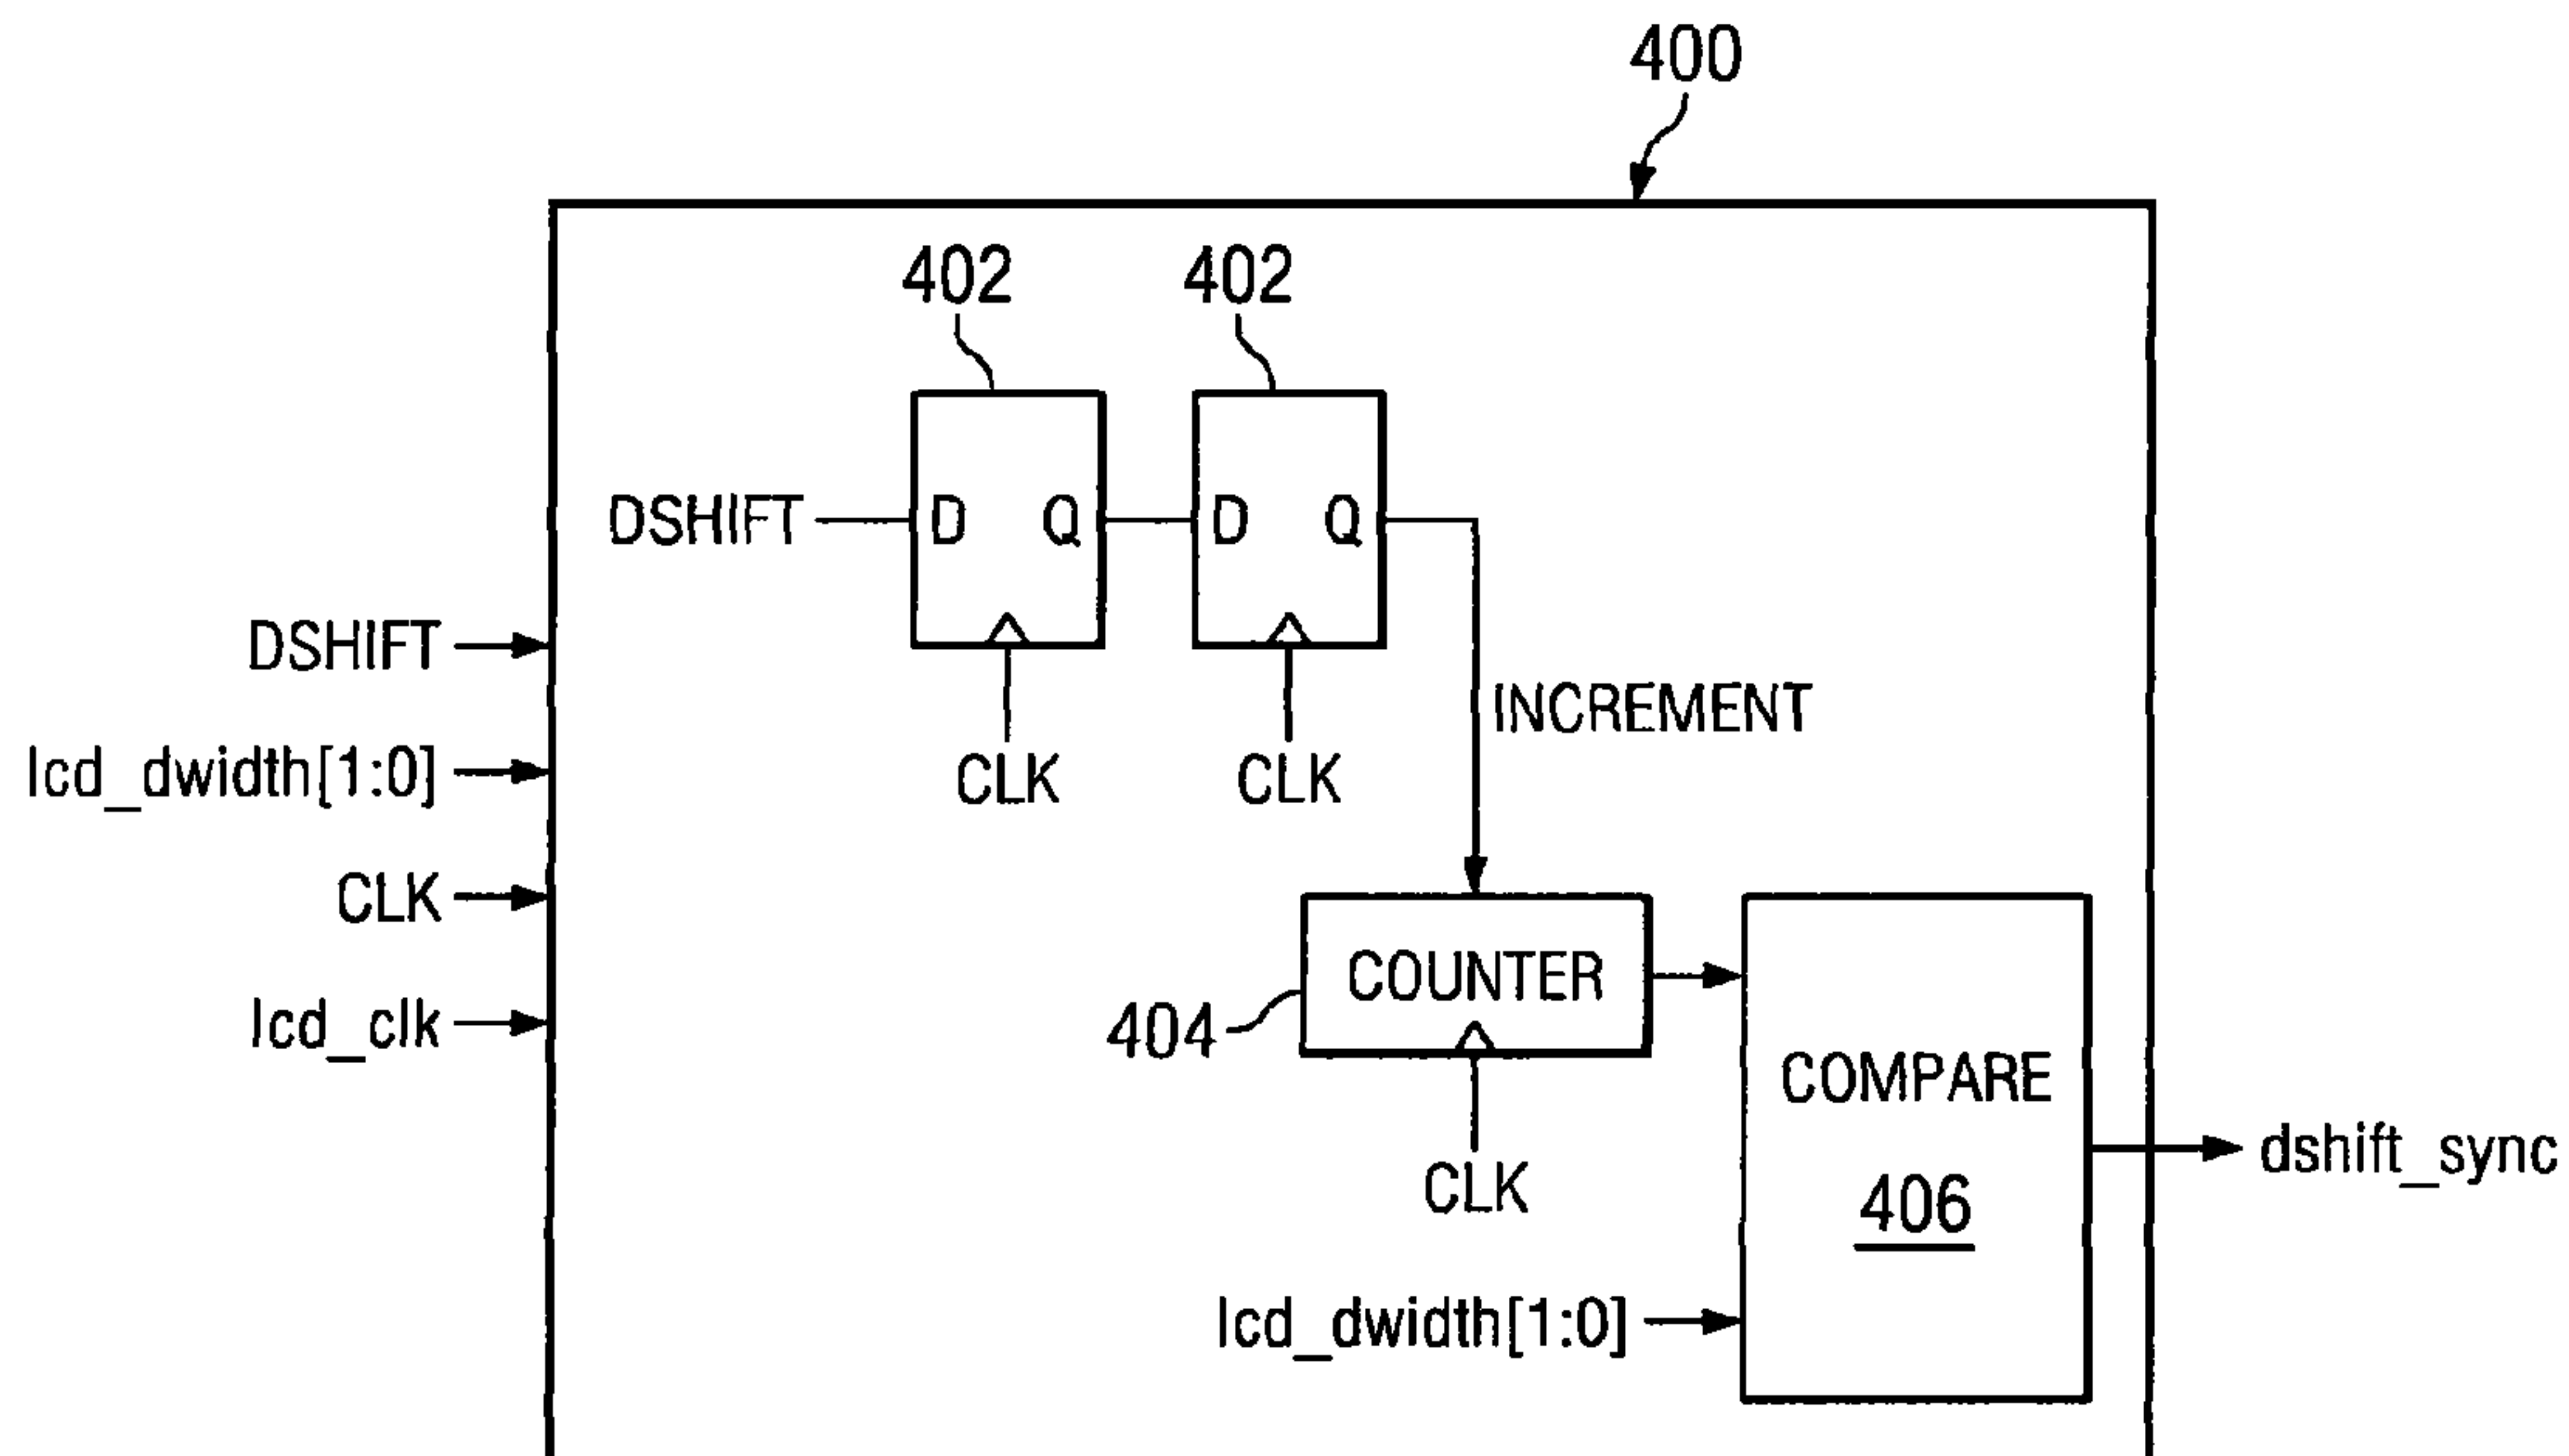 400
402 402
DSHIFT D Q D Q
DSHIFT
INCREMENT
lcd_dwidth[1:0]
CLK CLK
CLK
COUNTER
lcd_clk
404
COMPARE
dshift_sync
CLK
406
lcd_dwidth[1:0]